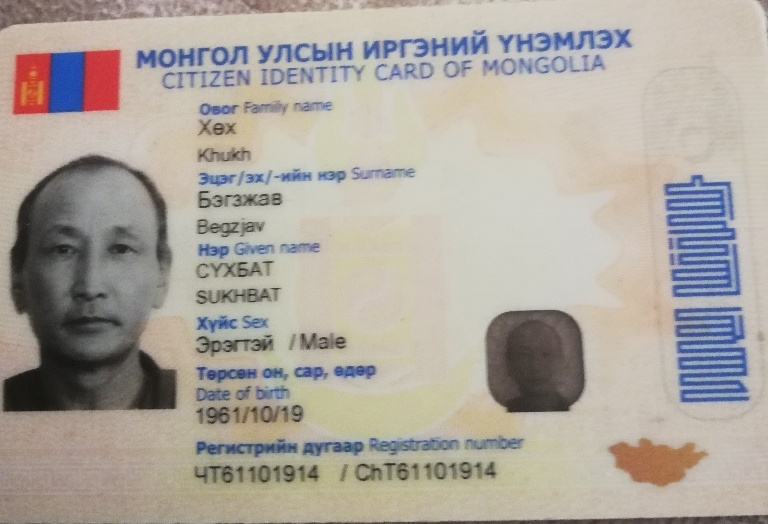 МОНГОЛ УЛСЫН ИРГЭНИЙ ҮНЭМЛЭХ
CITIZEN IDENTITY CARD OF MONGOLIA
Овог Family name
Хөх
Khukh
Эцэг/эх/-ийн нэр Surname
Бэгзжав
Begzjav
Нэр Given name
СҮХБАТ
SUKHBAT
Хүйс Sex
Эрэгтэй / Male
Төрсөн он, сар, өдөр
Date of birth
1961/10/19
Регистрийн дугаар Registration number
ЧТ61101914 / ChT61101914